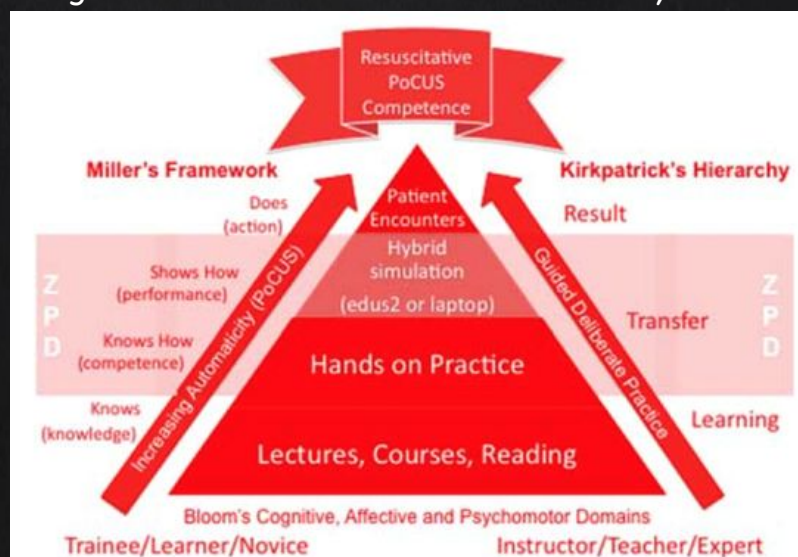 Resuscitative
PoCUS
Competence
Miller's Framework
Kirkpatrick's Hierarchy
Does
(action)
Patient
Encounters
Result
Shows How
(performance)
Hybrid
simulation
(edus2 or laptop)
ZPD
ZPD
Transfer
Knows How
(competence)
Increasing Automaticity (PoCUS)
Guided Deliberate Practice
Hands on Practice
Knows
(knowledge)
Learning
Lectures, Courses, Reading
Bloom's Cognitive, Affective and Psychomotor Domains
Trainee/Learner/Novice
Instructor/Teacher/Expert